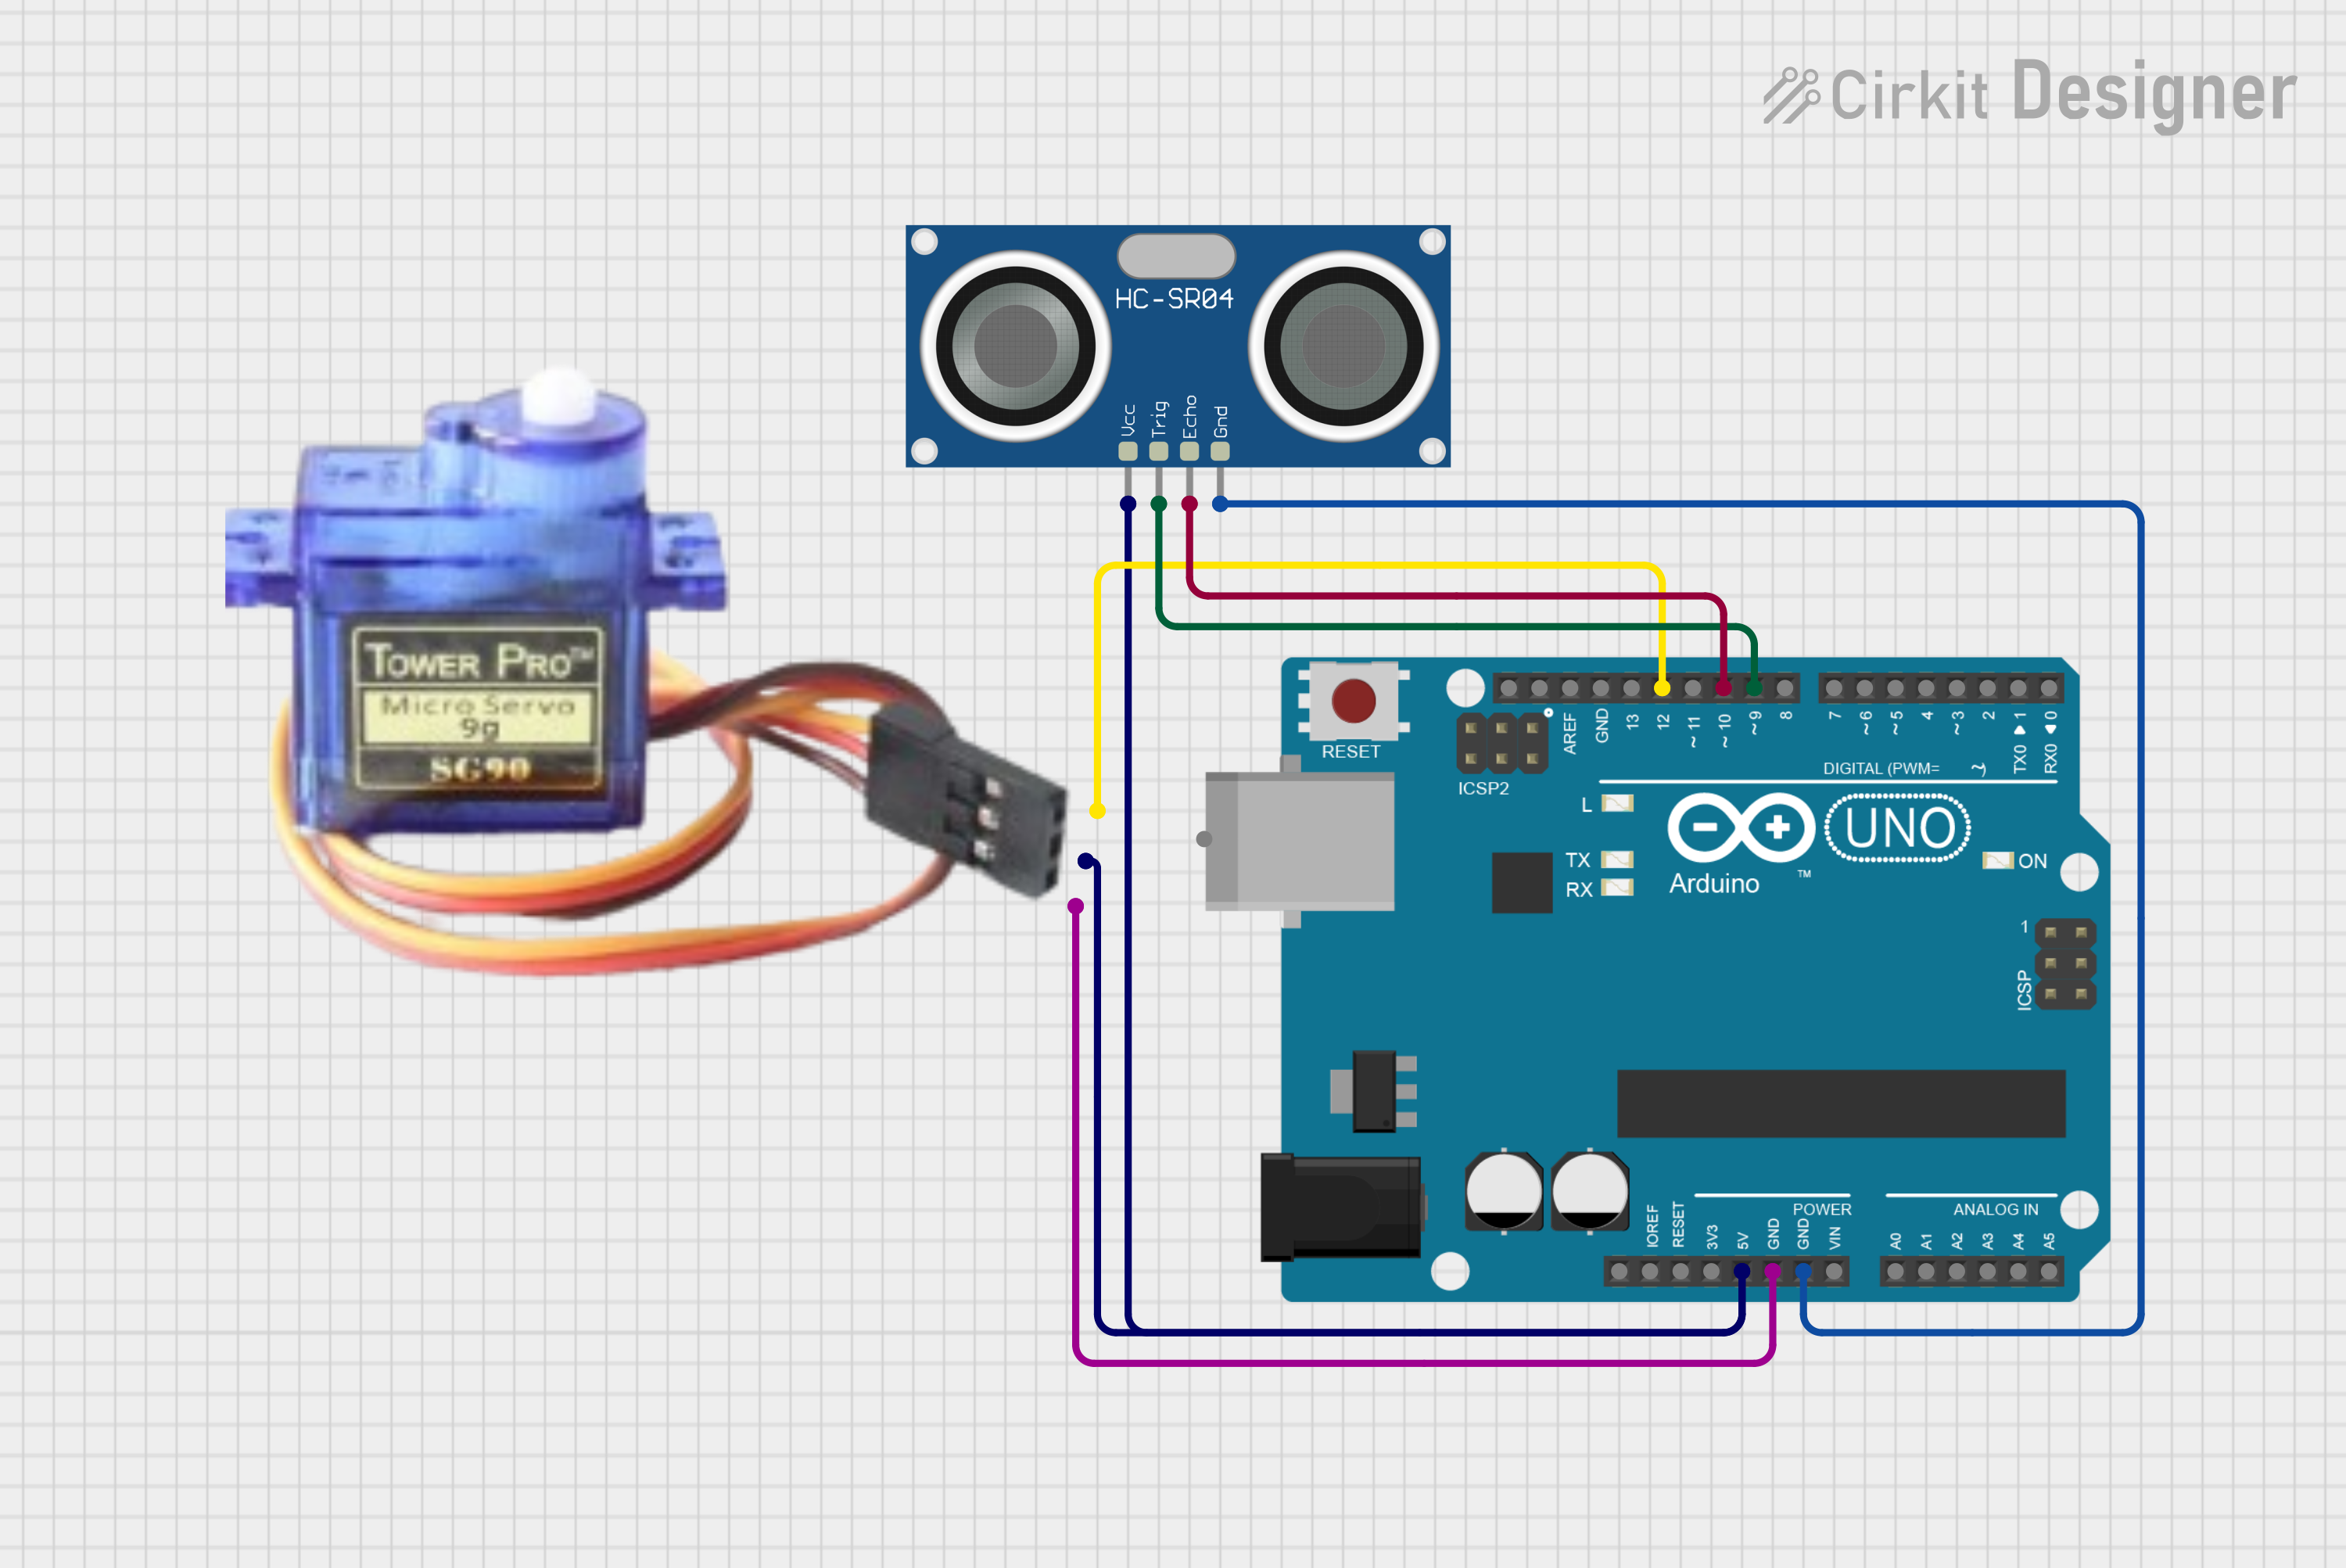 Cirkit Designer
HC-SR04
Vcc
Trig
Echo
Gnd
TOWER PRO™
Micro Servo
9g
SG90
RESET
ICSP2
AREF
GND
13
12
~11
~10
~9
8
7
~6
~5
4
~3
2
TX0 ▶ 1
RX0 ◀ 0
DIGITAL (PWM= ~)
L
TX
RX
UNO
Arduino ™
ON
1
ICSP
POWER
ANALOG IN
IOREF
RESET
3V3
5V
GND
GND
VIN
A0
A1
A2
A3
A4
A5